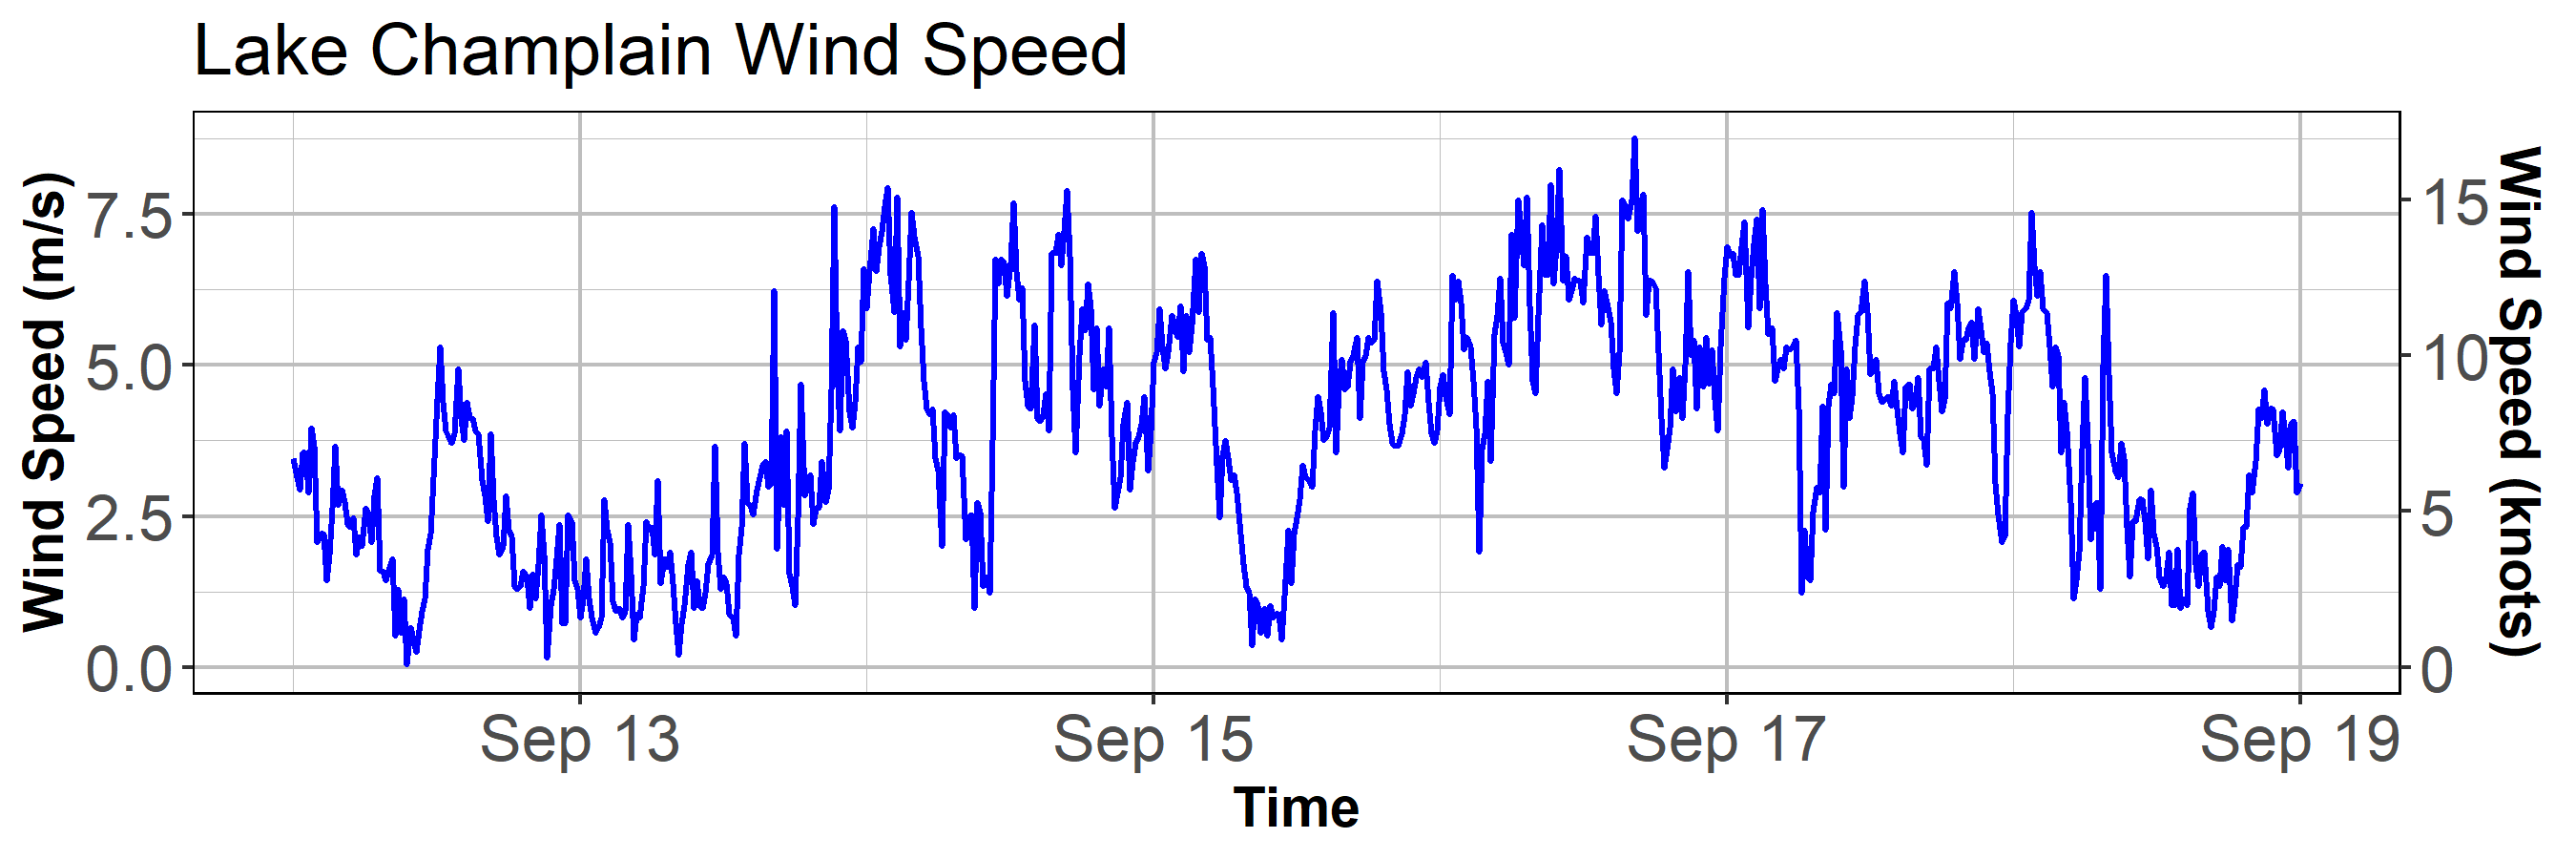 Lake Champlain Wind Speed
Wind Speed (m/s)
7.5
5.0
2.5
0.0
15
10
5
0
Wind Speed (knots)
Sep 13
Sep 15
Sep 17
Sep 19
Time